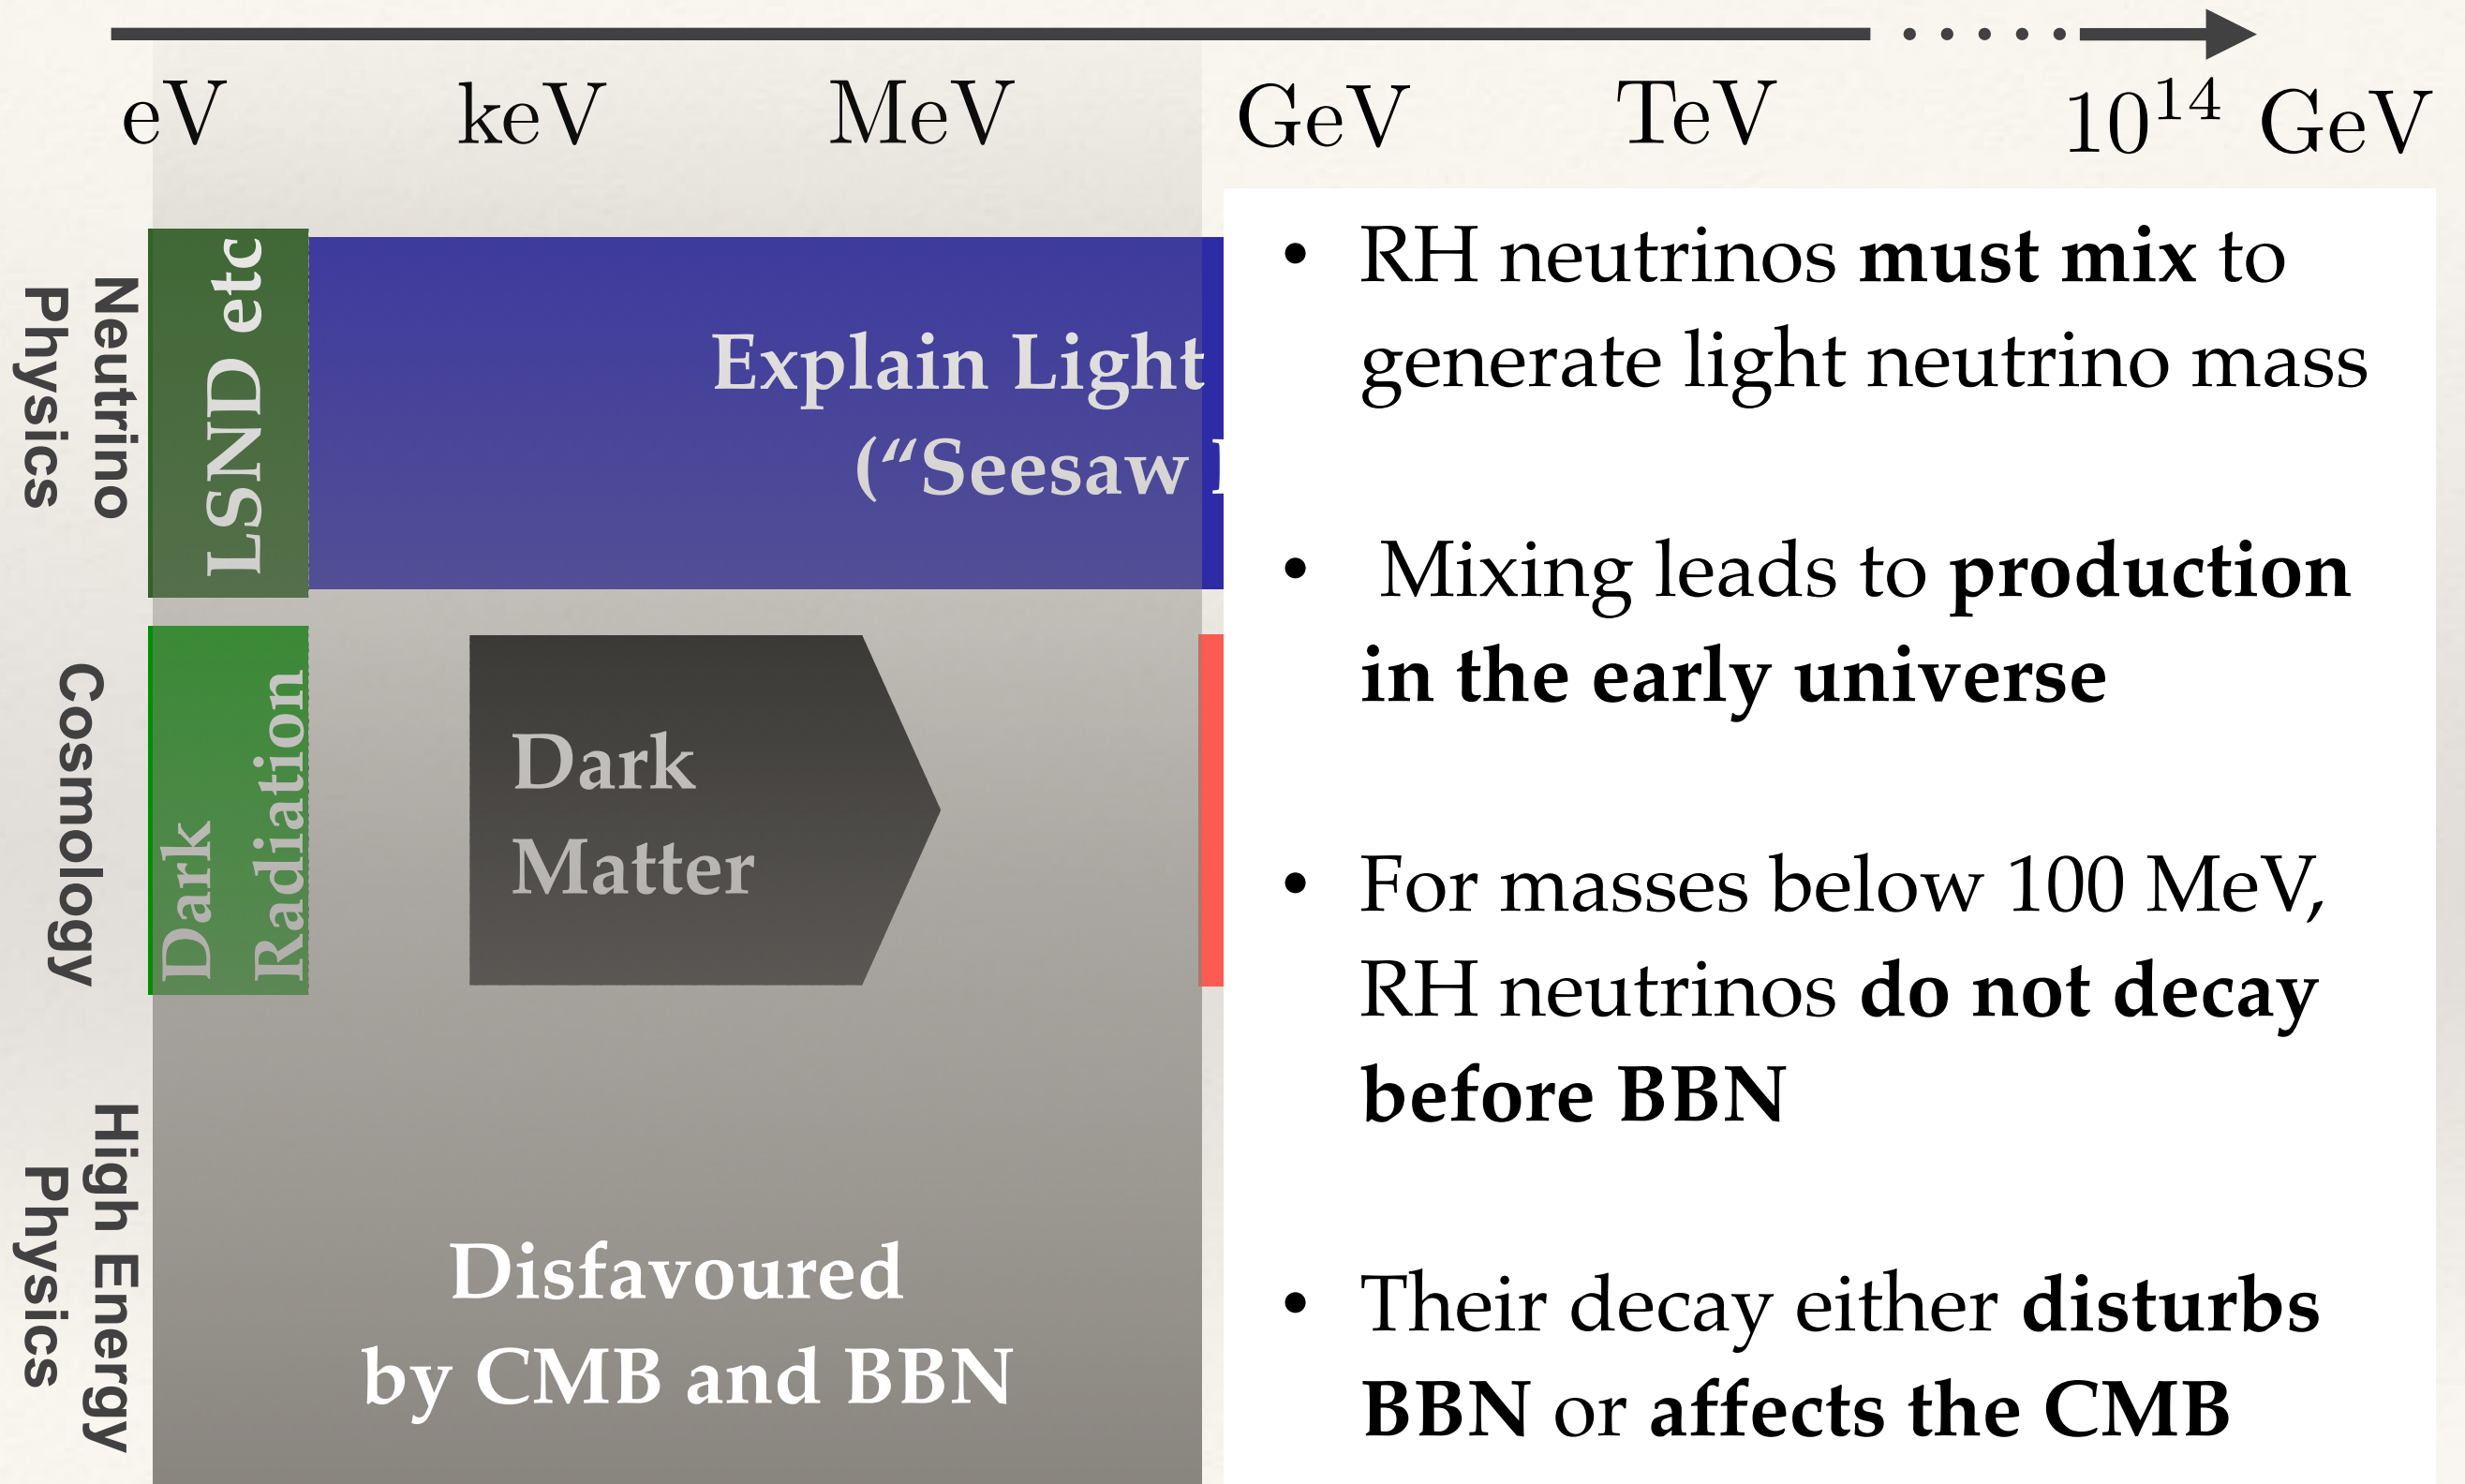 eV keV MeV GeV TeV 10¹⁴ GeV
Neutrino
Physics
LSND etc
Explain Light
(“Seesaw
Cosmology
Dark
Radiation
Dark
Matter
High Energy
Physics
Disfavoured
by CMB and BBN
• RH neutrinos must mix to
generate light neutrino mass
• Mixing leads to production
in the early universe
• For masses below 100 MeV,
RH neutrinos do not decay
before BBN
• Their decay either disturbs
BBN or affects the CMB